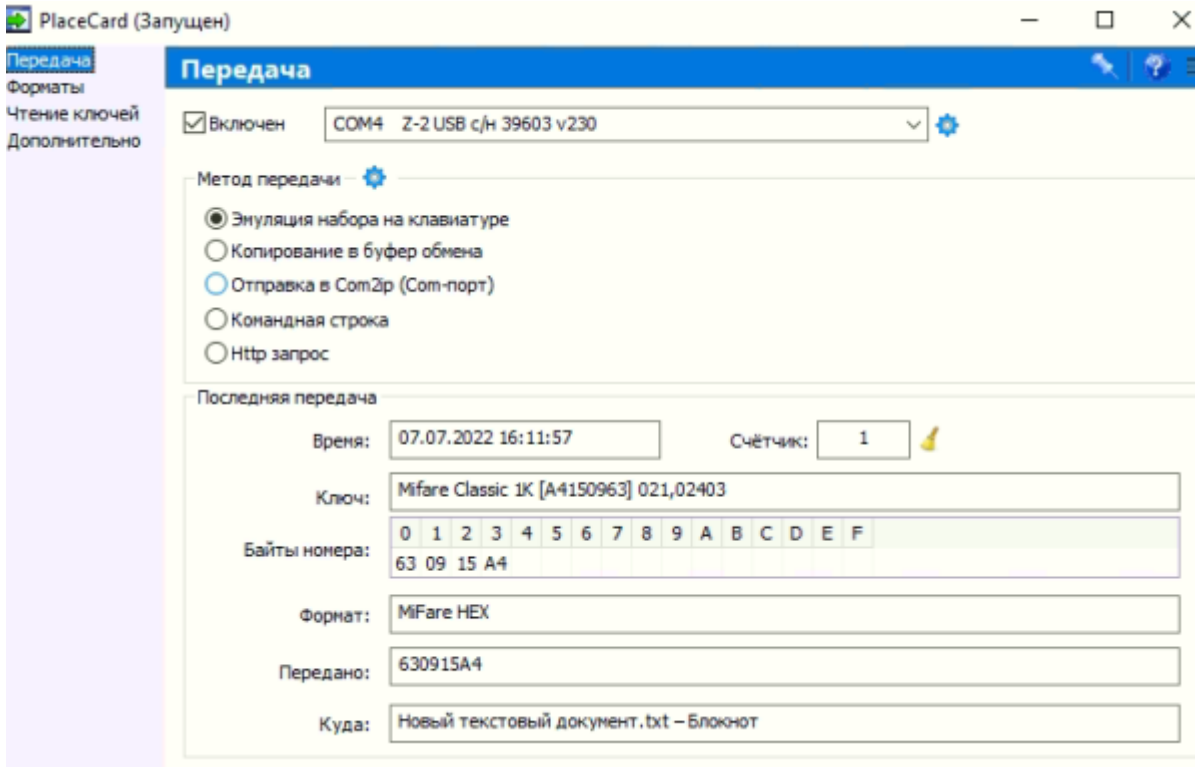 PlaceCard (Запущен)
Передача
Форматы
Чтение ключей
Дополнительно
Передача
Включен
COM4 Z-2 USB с/н 39603 v230
Метод передачи
Эмуляция набора на клавиатуре
Копирование в буфер обмена
Отправка в Com2ip (Com-порт)
Командная строка
Http запрос
Последняя передача
Время: 07.07.2022 16:11:57 Счётчик: 1
Ключ: Mifare Classic 1K [A4150963] 021,02403
0 1 2 3 4 5 6 7 8 9 A B C D E F
Байты номера:
63 09 15 A4
Формат: MiFare HEX
Передано: 630915A4
Куда: Новый текстовый документ.txt – Блокнот